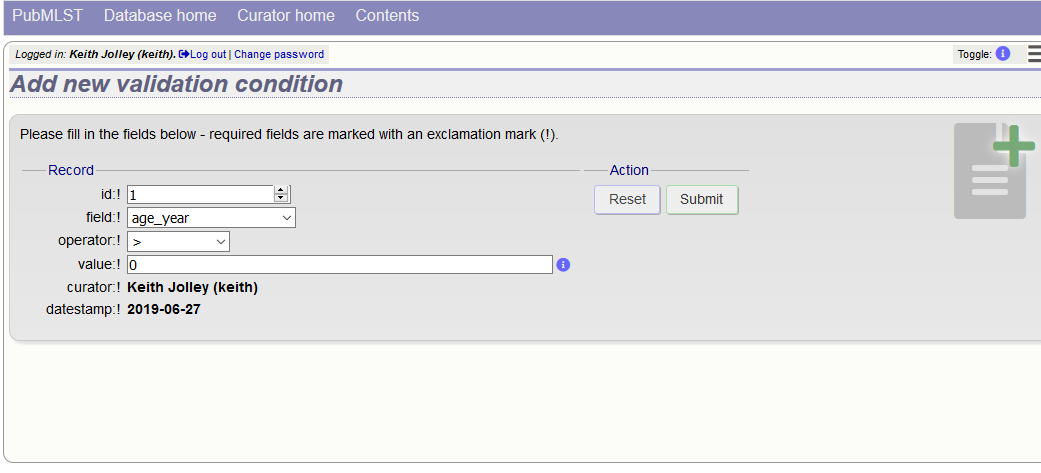 PubMLST Database home Curator home Contents
Logged in: Keith Jolley (keith). Log out | Change password Toggle: i
Add new validation condition
Please fill in the fields below - required fields are marked with an exclamation mark (!).
Record Action
id:! 1
Reset Submit
field:! age_year
operator:! >
value:! 0 i
curator:! Keith Jolley (keith)
datestamp:! 2019-06-27